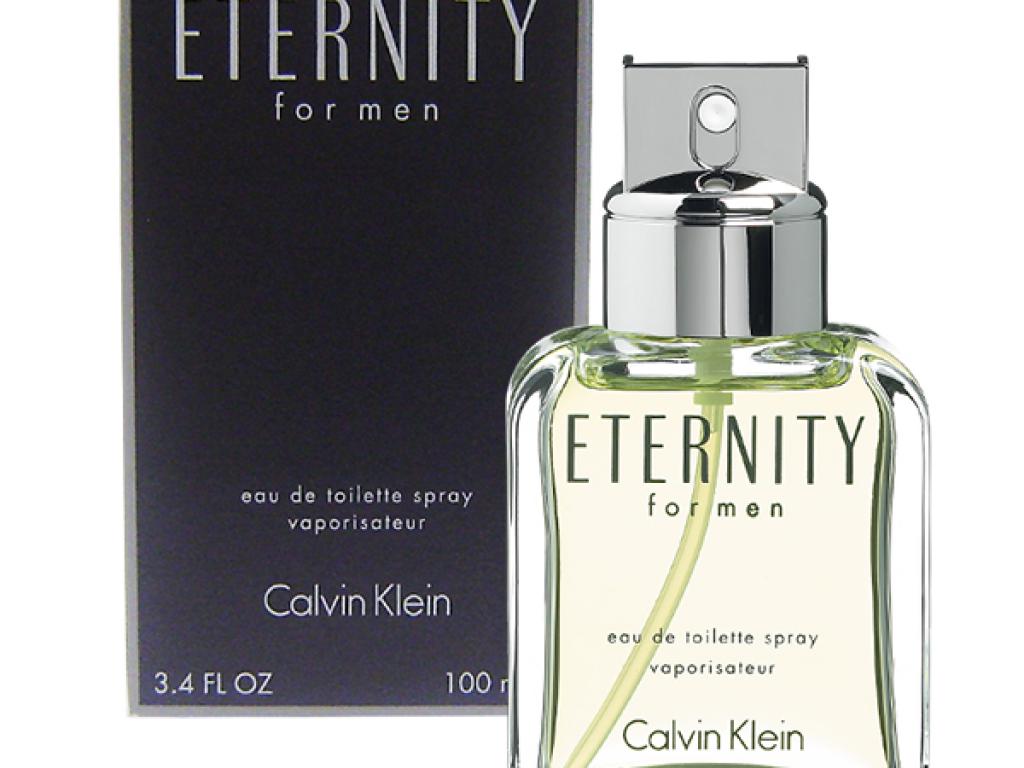 ETERNITY
for men
eau de toilette spray
vaporisateur
Calvin Klein
3.4 FL OZ
100
ETERNITY
for men
eau de toilette spray
vaporisateur
Calvin Klein